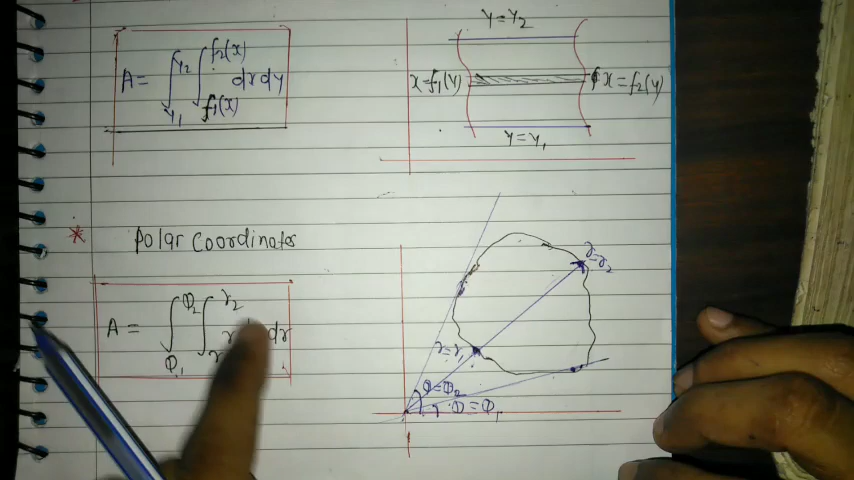 A = ∫_{Y1}^{Y2} ∫_{f1(x)}^{f2(x)} dx dy
Y = Y2
x = f1(Y)
x = f2(Y)
Y = Y1
* Polar Coordinates
A = ∫_{Φ1}^{Φ2} ∫^{r2} r dr
r = r2
r = r1
Φ = Φ2
Φ = Φ1